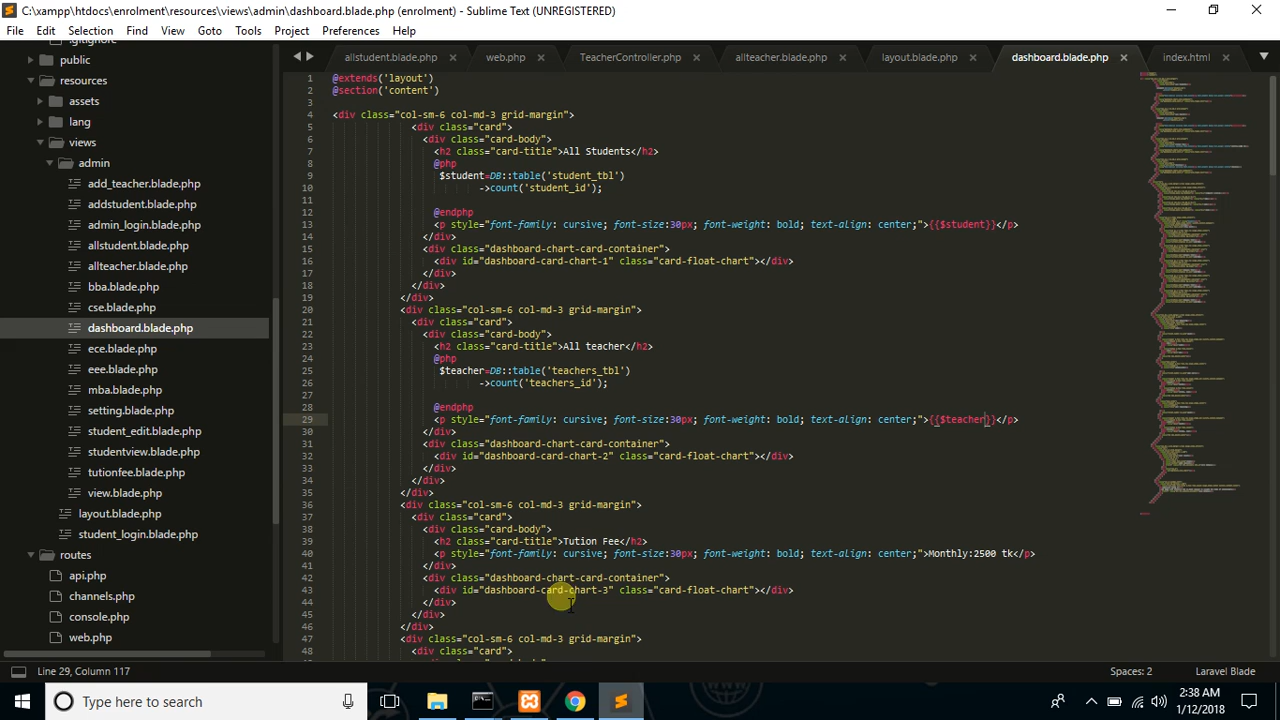 C:\xampp\htdocs\enrolment\resources\views\admin\dashboard.blade.php (enrolment) - Sublime Text (UNREGISTERED)
File Edit Selection Find View Goto Tools Project Preferences Help
allstudent.blade.php web.php TeacherController.php allteacher.blade.php layout.blade.php dashboard.blade.php index.html
.gitignore
public
resources
assets
lang
views
admin
add_teacher.blade.php
addstudent.blade.php
admin_login.blade.php
allstudent.blade.php
allteacher.blade.php
bba.blade.php
cse.blade.php
dashboard.blade.php
ece.blade.php
eee.blade.php
mba.blade.php
setting.blade.php
student_edit.blade.php
studentview.blade.php
tutionfee.blade.php
view.blade.php
layout.blade.php
student_login.blade.php
routes
api.php
channels.php
console.php
web.php
1 @extends('layout')
2 @section('content')
3
4 <div class="col-sm-6 col-md-3 grid-margin">
5 <div class="card">
6 <div class="card-body">
7 <h2 class="card-title">All Students</h2>
8 @php
9 $student=DB::table('student_tbl')
10 ->count('student_id');
11
12 @endphp
13 <p style="font-family: cursive; font-size:30px; font-weight: bold; text-align: center;">{{$student}}</p>
14 </div>
15 <div class="dashboard-chart-card-container">
16 <div id="dashboard-card-chart-1" class="card-float-chart"></div>
17 </div>
18 </div>
19 </div>
20 <div class="col-sm-6 col-md-3 grid-margin">
21 <div class="card">
22 <div class="card-body">
23 <h2 class="card-title">All teacher</h2>
24 @php
25 $teacher=DB::table('teachers_tbl')
26 ->count('teachers_id');
27
28 @endphp
29 <p style="font-family: cursive; font-size:30px; font-weight: bold; text-align: center;">{{$teacher}}</p>
30 </div>
31 <div class="dashboard-chart-card-container">
32 <div id="dashboard-card-chart-2" class="card-float-chart"></div>
33 </div>
34 </div>
35 </div>
36 <div class="col-sm-6 col-md-3 grid-margin">
37 <div class="card">
38 <div class="card-body">
39 <h2 class="card-title">Tution Fee</h2>
40 <p style="font-family: cursive; font-size:30px; font-weight: bold; text-align: center;">Monthly:2500 tk</p>
41 </div>
42 <div class="dashboard-chart-card-container">
43 <div id="dashboard-card-chart-3" class="card-float-chart"></div>
44 </div>
45 </div>
46 </div>
47 <div class="col-sm-6 col-md-3 grid-margin">
48 <div class="card">
Line 29, Column 117 Spaces: 2 Laravel Blade
Type here to search
2:38 AM
1/12/2018